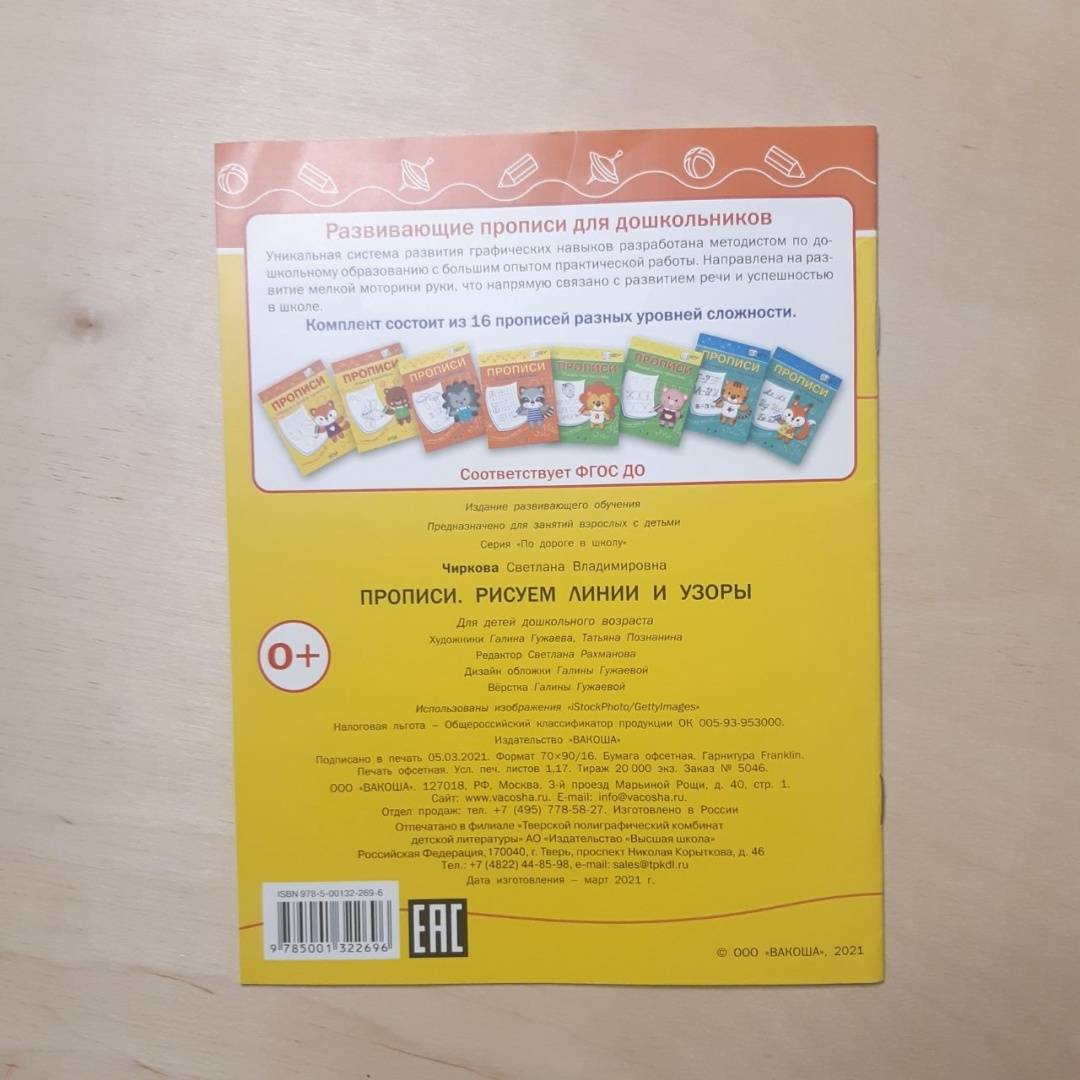 Развивающие прописи для дошкольников
Уникальная система развития графических навыков разработана методистом по до-
школьному образованию с большим опытом практической работы. Направлена на раз-
витие мелкой моторики руки, что напрямую связано с развитием речи и успешностью
в школе.
Комплект состоит из 16 прописей разных уровней сложности.
ПРОПИСИ
ПРОПИСИ
ПРОПИСИ
ПРОПИСИ
ПРОПИСИ
ПРОПИСИ
ПРОПИСИ
ПРОПИСИ
Соответствует ФГОС ДО
Издание развивающего обучения
Предназначено для занятий взрослых с детьми
Серия «По дороге в школу»
Чиркова Светлана Владимировна
ПРОПИСИ. РИСУЕМ ЛИНИИ И УЗОРЫ
Для детей дошкольного возраста
Художники Галина Гужаева, Татьяна Познанина
Редактор Светлана Рахманова
Дизайн обложки Галины Гужаевой
Вёрстка Галины Гужаевой
0+
Использованы изображения «iStockPhoto/GettyImages»
Налоговая льгота – Общероссийский классификатор продукции ОК 005-93-953000.
Издательство «ВАКОША»
Подписано в печать 05.03.2021. Формат 70×90/16. Бумага офсетная. Гарнитура Franklin.
Печать офсетная. Усл. печ. листов 1,17. Тираж 20 000 экз. Заказ № 5046.
ООО «ВАКОША». 127018, РФ, Москва, 3-й проезд Марьиной Рощи, д. 40, стр. 1.
Сайт: www.vacosha.ru. E-mail: info@vacosha.ru.
Отдел продаж: тел. +7 (495) 778-58-27. Изготовлено в России
Отпечатано в филиале «Тверской полиграфический комбинат
детской литературы» АО «Издательство «Высшая школа»
Российская Федерация,170040, г. Тверь, проспект Николая Корыткова, д. 46
Тел.: +7 (4822) 44-85-98, e-mail: sales@tpkdl.ru
Дата изготовления – март 2021 г.
ISBN 978-5-00132-269-6
9 785001 322696
EAC
© ООО «ВАКОША», 2021